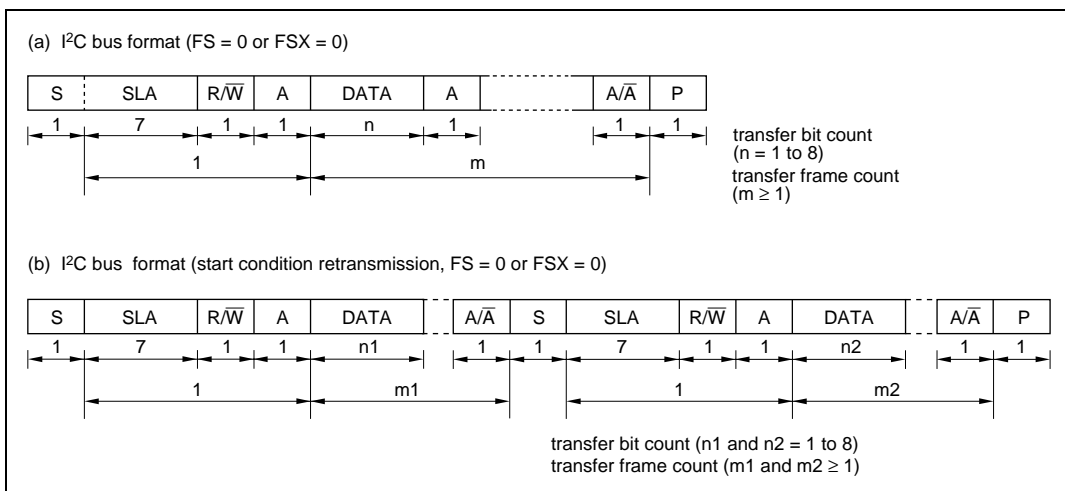 (a) I²C bus format (FS = 0 or FSX = 0)
S SLA R/W̅ A DATA A A/A̅ P
1 7 1 1 n 1 1 1
transfer bit count
(n = 1 to 8)
1 m
transfer frame count
(m ≥ 1)
(b) I²C bus format (start condition retransmission, FS = 0 or FSX = 0)
S SLA R/W̅ A DATA A/A̅ S SLA R/W̅ A DATA A/A̅ P
1 7 1 1 n1 1 1 7 1 1 n2 1 1
1 m1 1 m2
transfer bit count (n1 and n2 = 1 to 8)
transfer frame count (m1 and m2 ≥ 1)